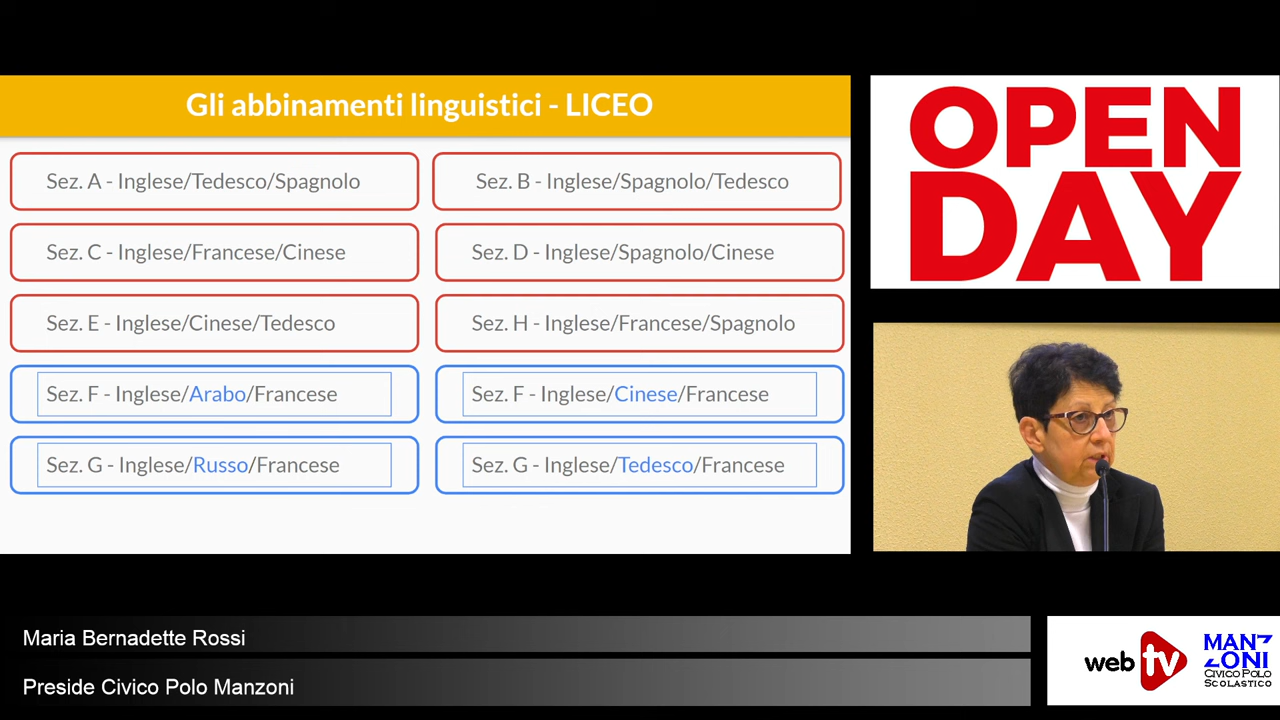 Gli abbinamenti linguistici - LICEO
Sez. A - Inglese/Tedesco/Spagnolo
Sez. B - Inglese/Spagnolo/Tedesco
Sez. C - Inglese/Francese/Cinese
Sez. D - Inglese/Spagnolo/Cinese
Sez. E - Inglese/Cinese/Tedesco
Sez. H - Inglese/Francese/Spagnolo
Sez. F - Inglese/Arabo/Francese
Sez. F - Inglese/Cinese/Francese
Sez. G - Inglese/Russo/Francese
Sez. G - Inglese/Tedesco/Francese
OPEN
DAY
Maria Bernadette Rossi
Preside Civico Polo Manzoni
web tv
MANZ
ZONI
CIVICO POLO
SCOLASTICO